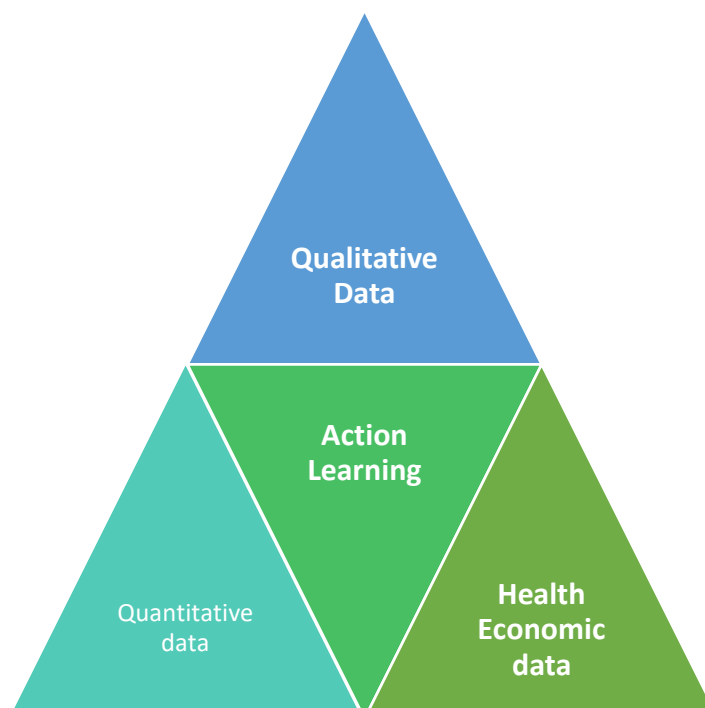 Qualitative
Data
Action
Learning
Quantitative
data
Health
Economic
data